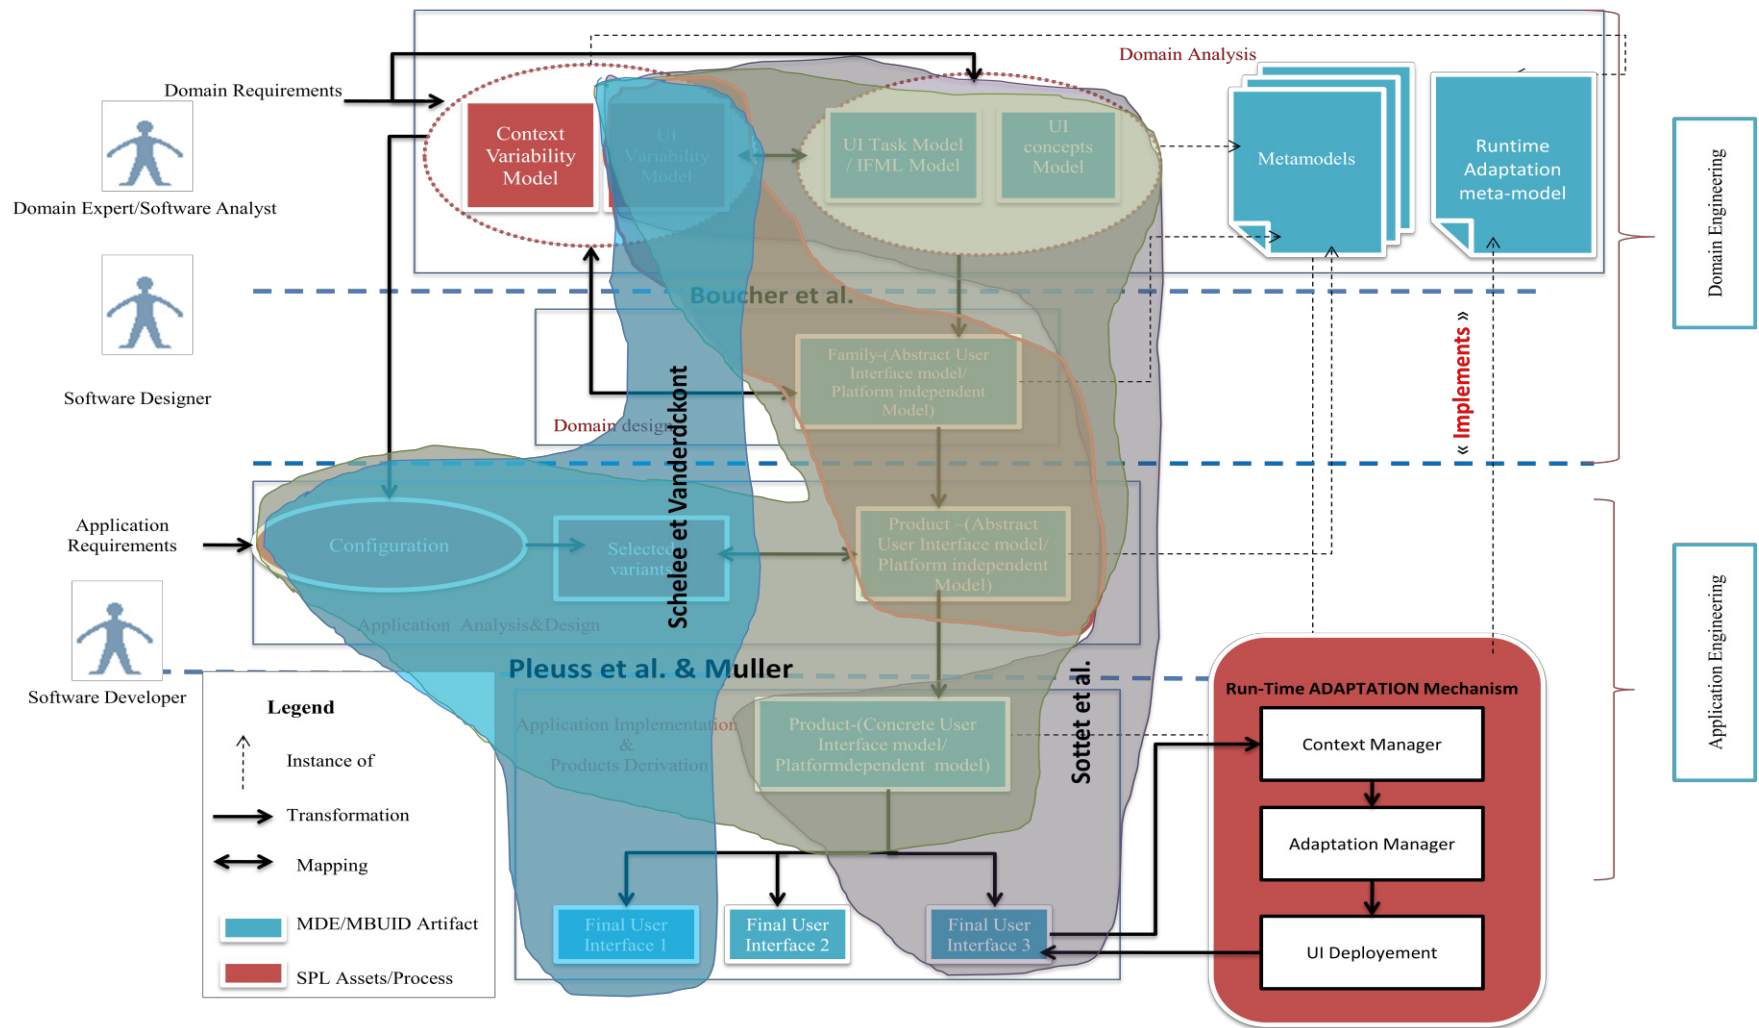 Domain Analysis
Domain Requirements
Context
Variability
Model
UI
Variability
Model
UI Task Model
/ IFML Model
UI
concepts
Model
Metamodels
Runtime
Adaptation
meta-model
Domain Engineering
Domain Expert/Software Analyst
Boucher et al.
« Implements »
Software Designer
Family-(Abstract User
Interface model/
Platform independent
Model)
Domain design
Schelee et Vanderdckont
Application
Requirements
Configuration
Selected
variants
Product –(Abstract
User Interface model/
Platform independent
Model)
Application Analysis&Design
Application Engineering
Software Developer
Pleuss et al. & Muller
Sottet et al.
Run-Time ADAPTATION Mechanism
Context Manager
Adaptation Manager
UI Deployement
Application Implementation
&
Products Derivation
Product-(Concrete User
Interface model/
Platformdependent model)
Final User
Interface 1
Final User
Interface 2
Final User
Interface 3
Legend
Instance of
Transformation
Mapping
MDE/MBUID Artifact
SPL Assets/Process